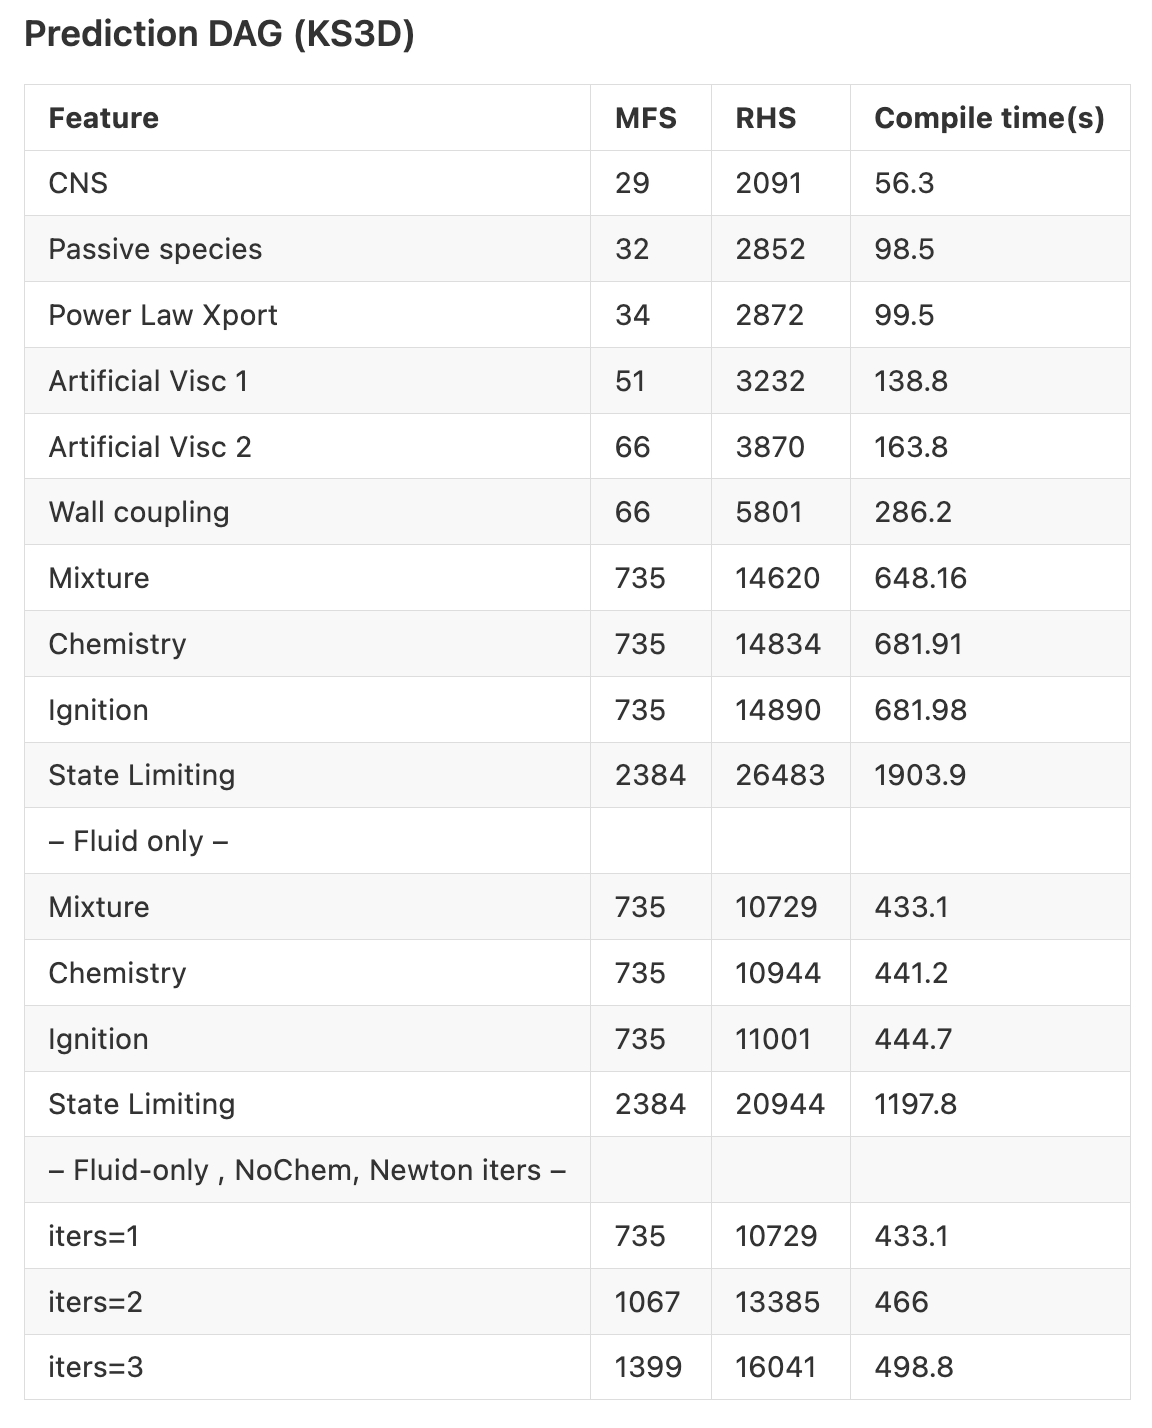 Prediction DAG (KS3D)
Feature MFS RHS Compile time(s)
CNS 29 2091 56.3
Passive species 32 2852 98.5
Power Law Xport 34 2872 99.5
Artificial Visc 1 51 3232 138.8
Artificial Visc 2 66 3870 163.8
Wall coupling 66 5801 286.2
Mixture 735 14620 648.16
Chemistry 735 14834 681.91
Ignition 735 14890 681.98
State Limiting 2384 26483 1903.9
– Fluid only –
Mixture 735 10729 433.1
Chemistry 735 10944 441.2
Ignition 735 11001 444.7
State Limiting 2384 20944 1197.8
– Fluid-only , NoChem, Newton iters –
iters=1 735 10729 433.1
iters=2 1067 13385 466
iters=3 1399 16041 498.8